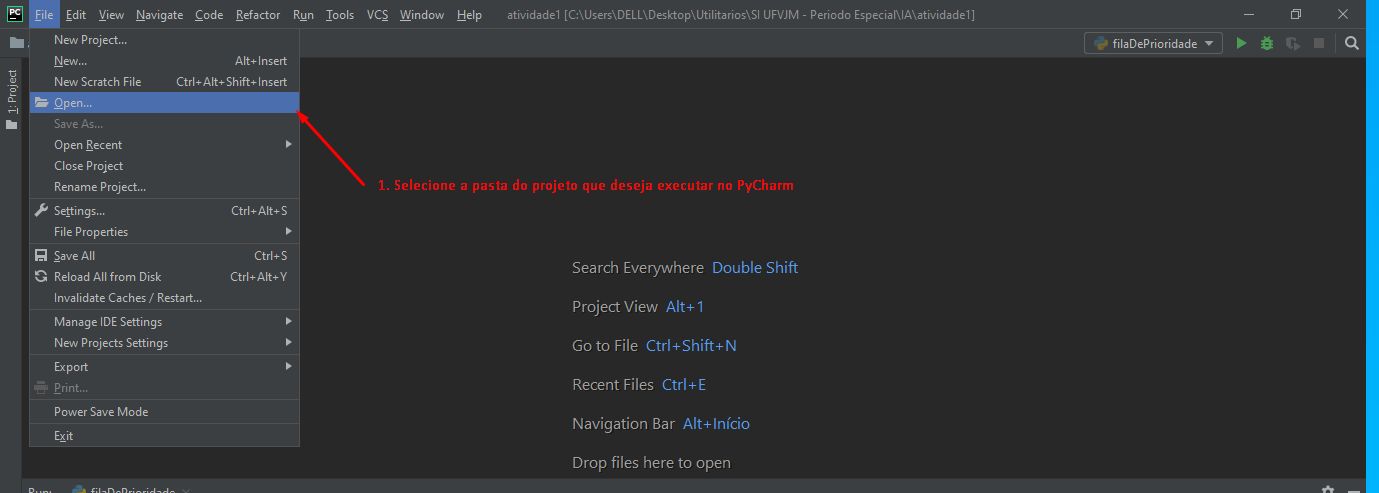 PC File Edit View Navigate Code Refactor Run Tools VCS Window Help atividade1 [C:\Users\DELL\Desktop\Utilitarios\SI UFVJM - Periodo Especial\IA\atividade1]
filaDePrioridade
1: Project
New Project...
New... Alt+Insert
New Scratch File Ctrl+Alt+Shift+Insert
Open...
Save As...
Open Recent
Close Project
Rename Project...
Settings... Ctrl+Alt+S
File Properties
Save All Ctrl+S
Reload All from Disk Ctrl+Alt+Y
Invalidate Caches / Restart...
Manage IDE Settings
New Projects Settings
Export
Print...
Power Save Mode
Exit
1. Selecione a pasta do projeto que deseja executar no PyCharm
Search Everywhere Double Shift
Project View Alt+1
Go to File Ctrl+Shift+N
Recent Files Ctrl+E
Navigation Bar Alt+Início
Drop files here to open
Run: filaDePrioridade